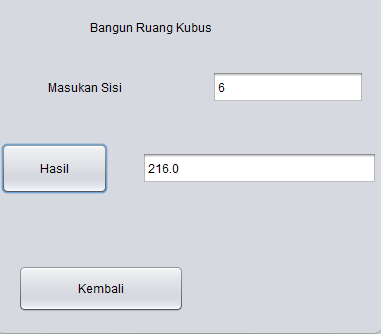 Bangun Ruang Kubus
Masukan Sisi 6
Hasil 216.0
Kembali